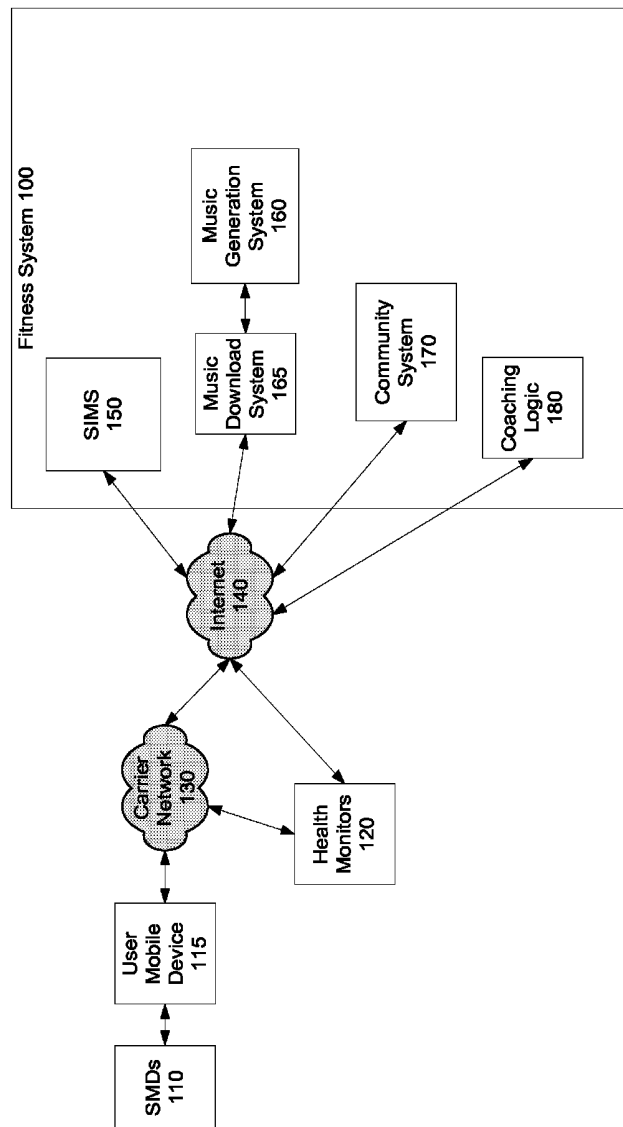 Fitness System 100
SIMS
150
Music
Generation
System
160
Music
Download
System
165
Community
System
170
Coaching
Logic
180
Internet
140
Carrier
Network
130
Health
Monitors
120
User
Mobile
Device
115
SMDs
110